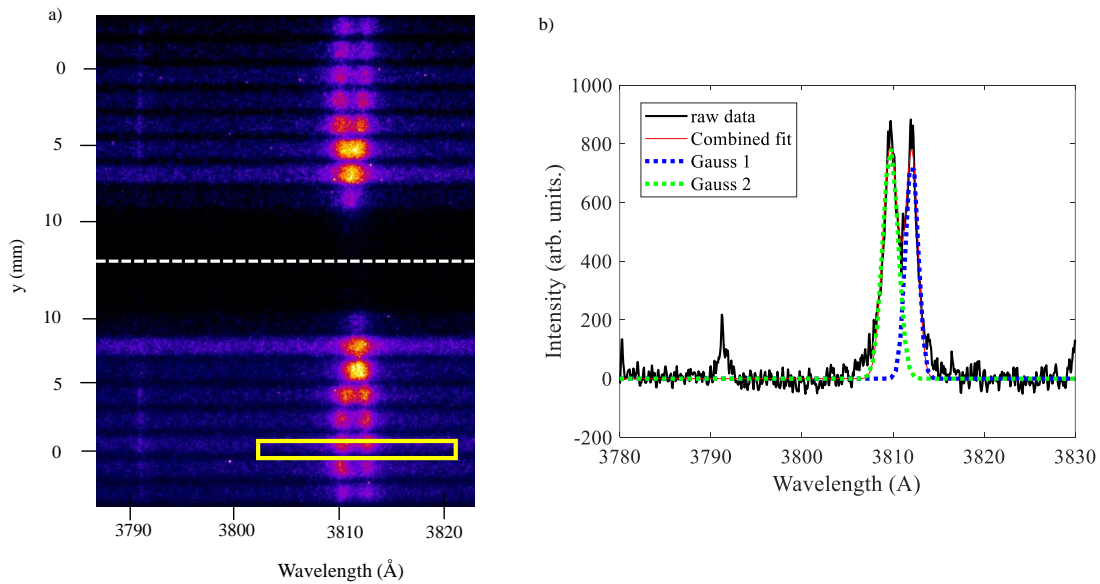 a)
0
5
10
10
5
0
y (mm)
3790 3800 3810 3820
Wavelength (Å)
b)
1000
800
600
400
200
0
-200
raw data
Combined fit
Gauss 1
Gauss 2
Intensity (arb. units.)
3780 3790 3800 3810 3820 3830
Wavelength (A)